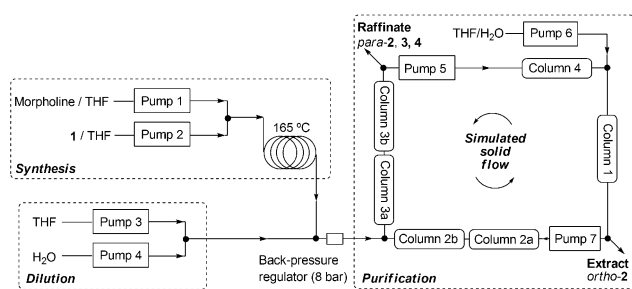 Morpholine / THF
Pump 1
1 / THF
Pump 2
165 ºC
Synthesis
THF
Pump 3
H2O
Pump 4
Dilution
Back-pressure
regulator (8 bar)
Raffinate
para-2, 3, 4
Pump 5
THF/H2O
Pump 6
Column 4
Column 3b
Column 3a
Simulated
solid
flow
Column 1
Column 2b
Column 2a
Pump 7
Purification
Extract
ortho-2